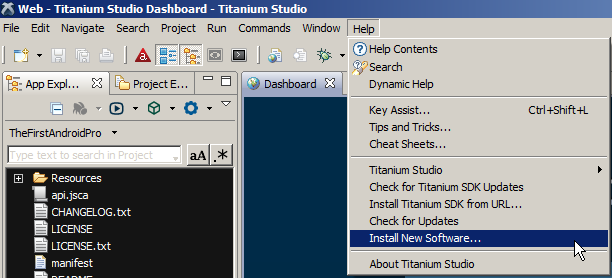 Web - Titanium Studio Dashboard - Titanium Studio
File Edit Navigate Search Project Run Commands Window Help
App Expl...
Project E...
Dashboard
TheFirstAndroidPro
Type text to search in Project
aA
.*
Resources
api.jsca
CHANGELOG.txt
LICENSE
LICENSE.txt
manifest
README
Help Contents
Search
Dynamic Help
Key Assist... Ctrl+Shift+L
Tips and Tricks...
Cheat Sheets...
Titanium Studio
Check for Titanium SDK Updates
Install Titanium SDK from URL...
Check for Updates
Install New Software...
About Titanium Studio